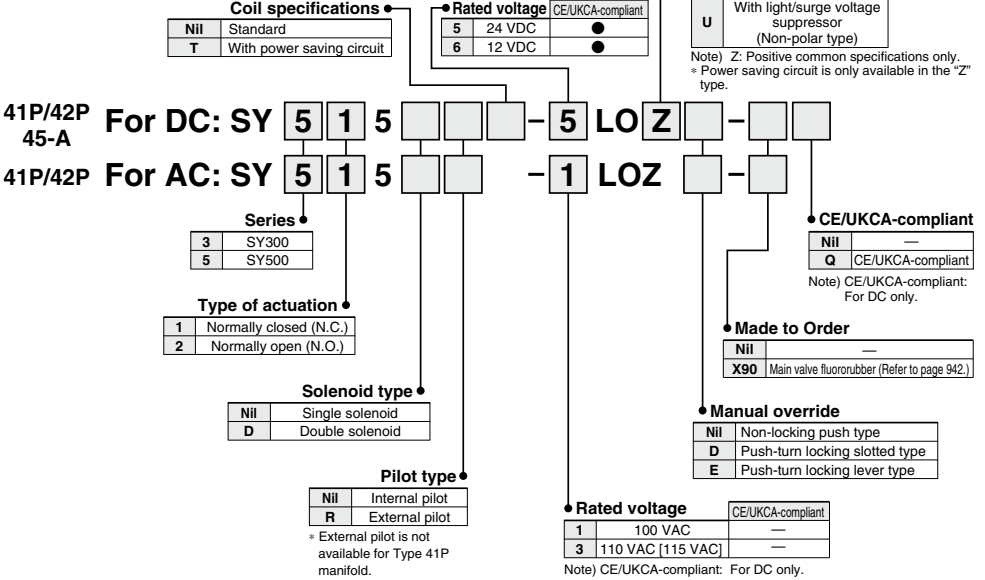 Coil specifications
Nil Standard
T With power saving circuit
Rated voltage CE/UKCA-compliant
5 24 VDC ●
6 12 VDC ●
U With light/surge voltage
suppressor
(Non-polar type)
Note) Z: Positive common specifications only.
* Power saving circuit is only available in the “Z”
type.
41P/42P
45-A
For DC: SY 5 1 5 – 5 LO Z –
41P/42P For AC: SY 5 1 5 – 1 LOZ –
Series
3 SY300
5 SY500
Type of actuation
1 Normally closed (N.C.)
2 Normally open (N.O.)
Solenoid type
Nil Single solenoid
D Double solenoid
Pilot type
Nil Internal pilot
R External pilot
* External pilot is not
available for Type 41P
manifold.
Rated voltage CE/UKCA-compliant
1 100 VAC —
3 110 VAC [115 VAC] —
Note) CE/UKCA-compliant: For DC only.
Manual override
Nil Non-locking push type
D Push-turn locking slotted type
E Push-turn locking lever type
Made to Order
Nil —
X90 Main valve fluororubber (Refer to page 942.)
CE/UKCA-compliant
Nil —
Q CE/UKCA-compliant
Note) CE/UKCA-compliant:
For DC only.